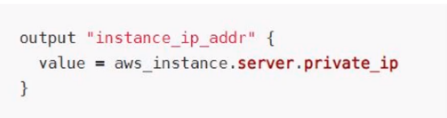 output "instance_ip_addr" {
  value = aws_instance.server.private_ip
}